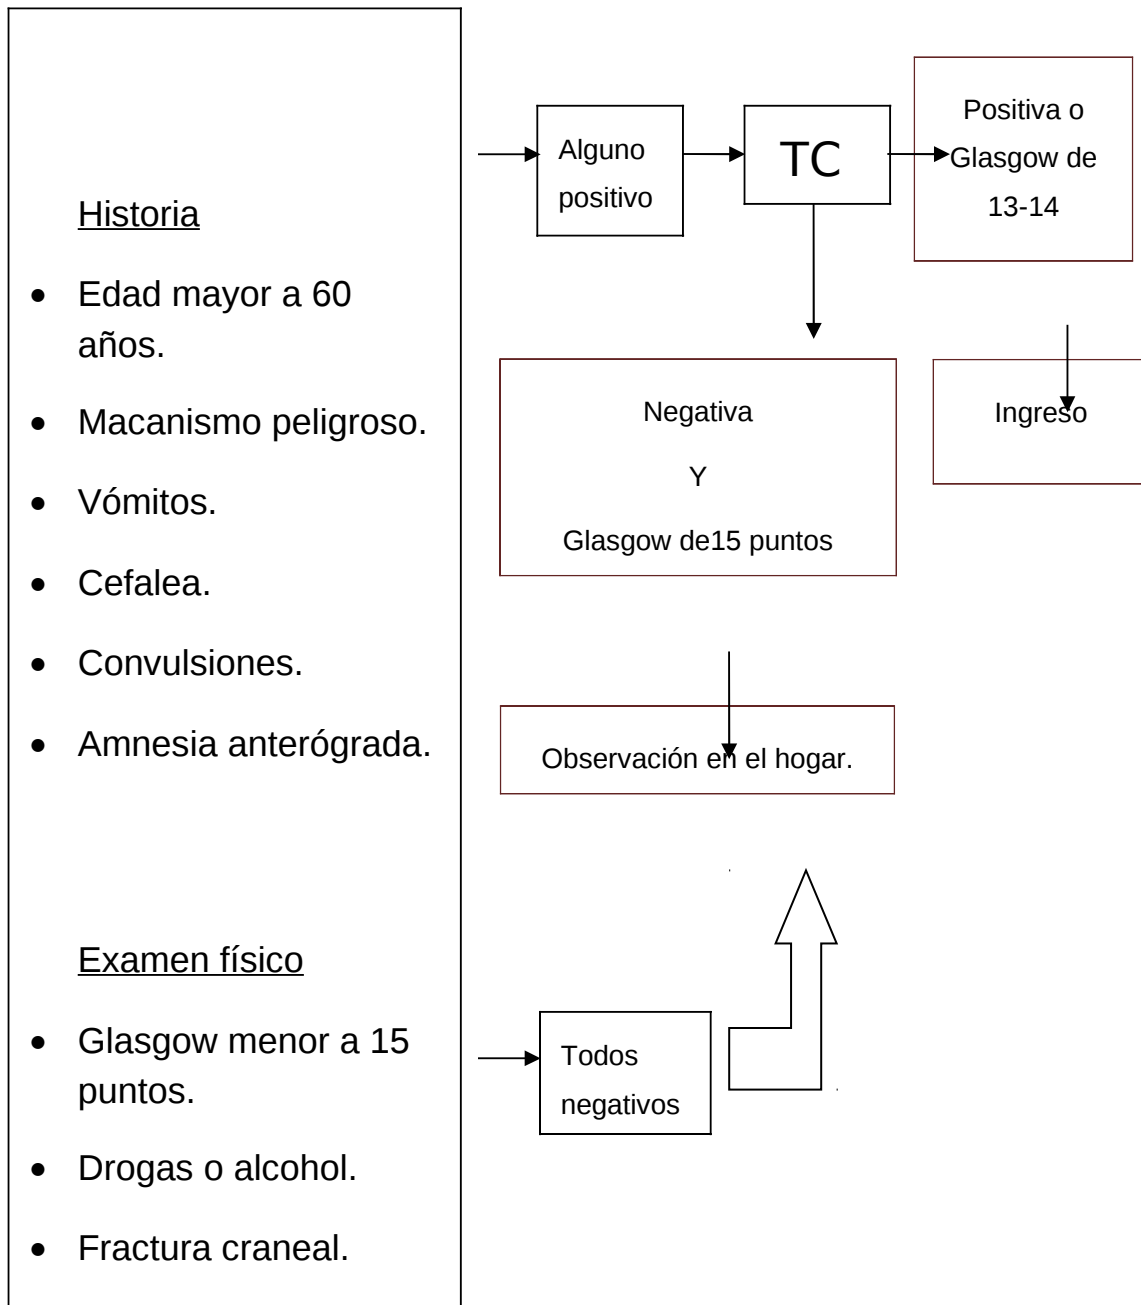 Historia
• Edad mayor a 60
años.
• Macanismo peligroso.
• Vómitos.
• Cefalea.
• Convulsiones.
• Amnesia anterógrada.
Examen físico
• Glasgow menor a 15
puntos.
• Drogas o alcohol.
• Fractura craneal.
Alguno
positivo
TC
Positiva o
Glasgow de
13-14
Negativa
Y
Glasgow de15 puntos
Ingreso
Observación en el hogar.
Todos
negativos